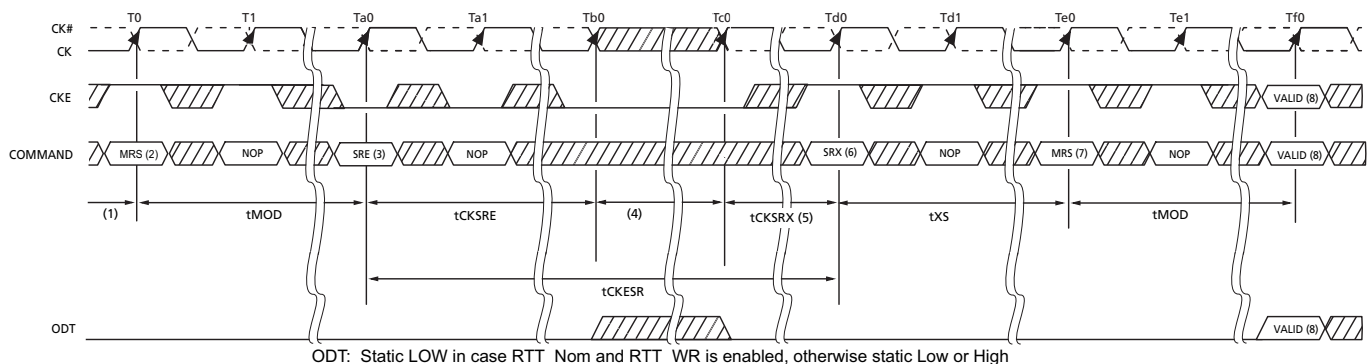 T0 T1 Ta0 Ta1 Tb0 Tc0 Td0 Td1 Te0 Te1 Tf0
CK#
CK
CKE VALID (8)
COMMAND MRS (2) NOP SRE (3) NOP SRX (6) NOP MRS (7) NOP VALID (8)
(1) tMOD tCKSRE (4) tCKSRX (5) tXS tMOD
tCKESR
ODT VALID (8)
ODT: Static LOW in case RTT_Nom and RTT_WR is enabled, otherwise static Low or High